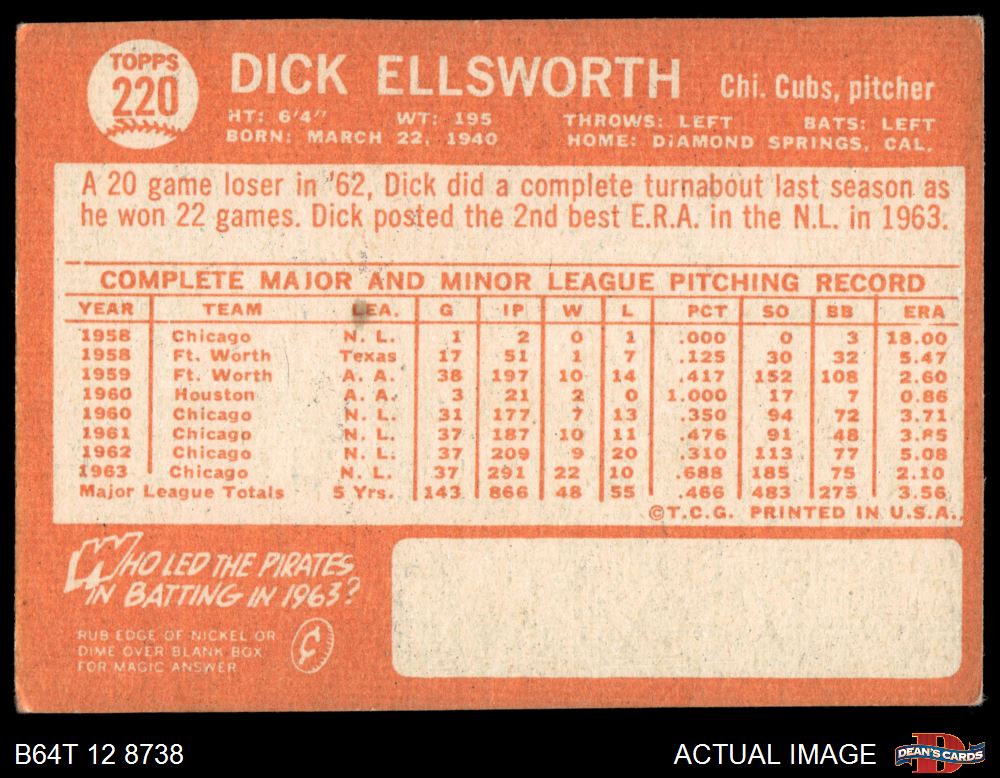 TOPPS
220
DICK ELLSWORTH Chi. Cubs, pitcher
HT: 6'4" WT: 195 THROWS: LEFT BATS: LEFT
BORN: MARCH 22, 1940 HOME: DIAMOND SPRINGS, CAL.
A 20 game loser in '62, Dick did a complete turnabout last season as
he won 22 games. Dick posted the 2nd best E.R.A. in the N.L. in 1963.
COMPLETE MAJOR AND MINOR LEAGUE PITCHING RECORD
YEAR TEAM LEA. G IP W L PCT SO BB ERA
1958 Chicago N. L. 1 2 0 1 .000 0 3 18.00
1958 Ft. Worth Texas 17 51 1 7 .125 30 32 5.47
1959 Ft. Worth A. A. 38 197 10 14 .417 152 108 2.60
1960 Houston A. A. 3 21 2 0 1.000 17 7 0.86
1960 Chicago N. L. 31 177 7 13 .350 94 72 3.71
1961 Chicago N. L. 37 187 10 11 .476 91 48 3.85
1962 Chicago N. L. 37 209 9 20 .310 113 77 5.08
1963 Chicago N. L. 37 291 22 10 .688 185 75 2.10
Major League Totals 5 Yrs. 143 866 48 55 .466 483 275 3.56
©T.C.G. PRINTED IN U.S.A.
WHO LED THE PIRATES
IN BATTING IN 1963?
RUB EDGE OF NICKEL OR
DIME OVER BLANK BOX
FOR MAGIC ANSWER
¢
B64T 12 8738 ACTUAL IMAGE
D
DEAN'S CARDS